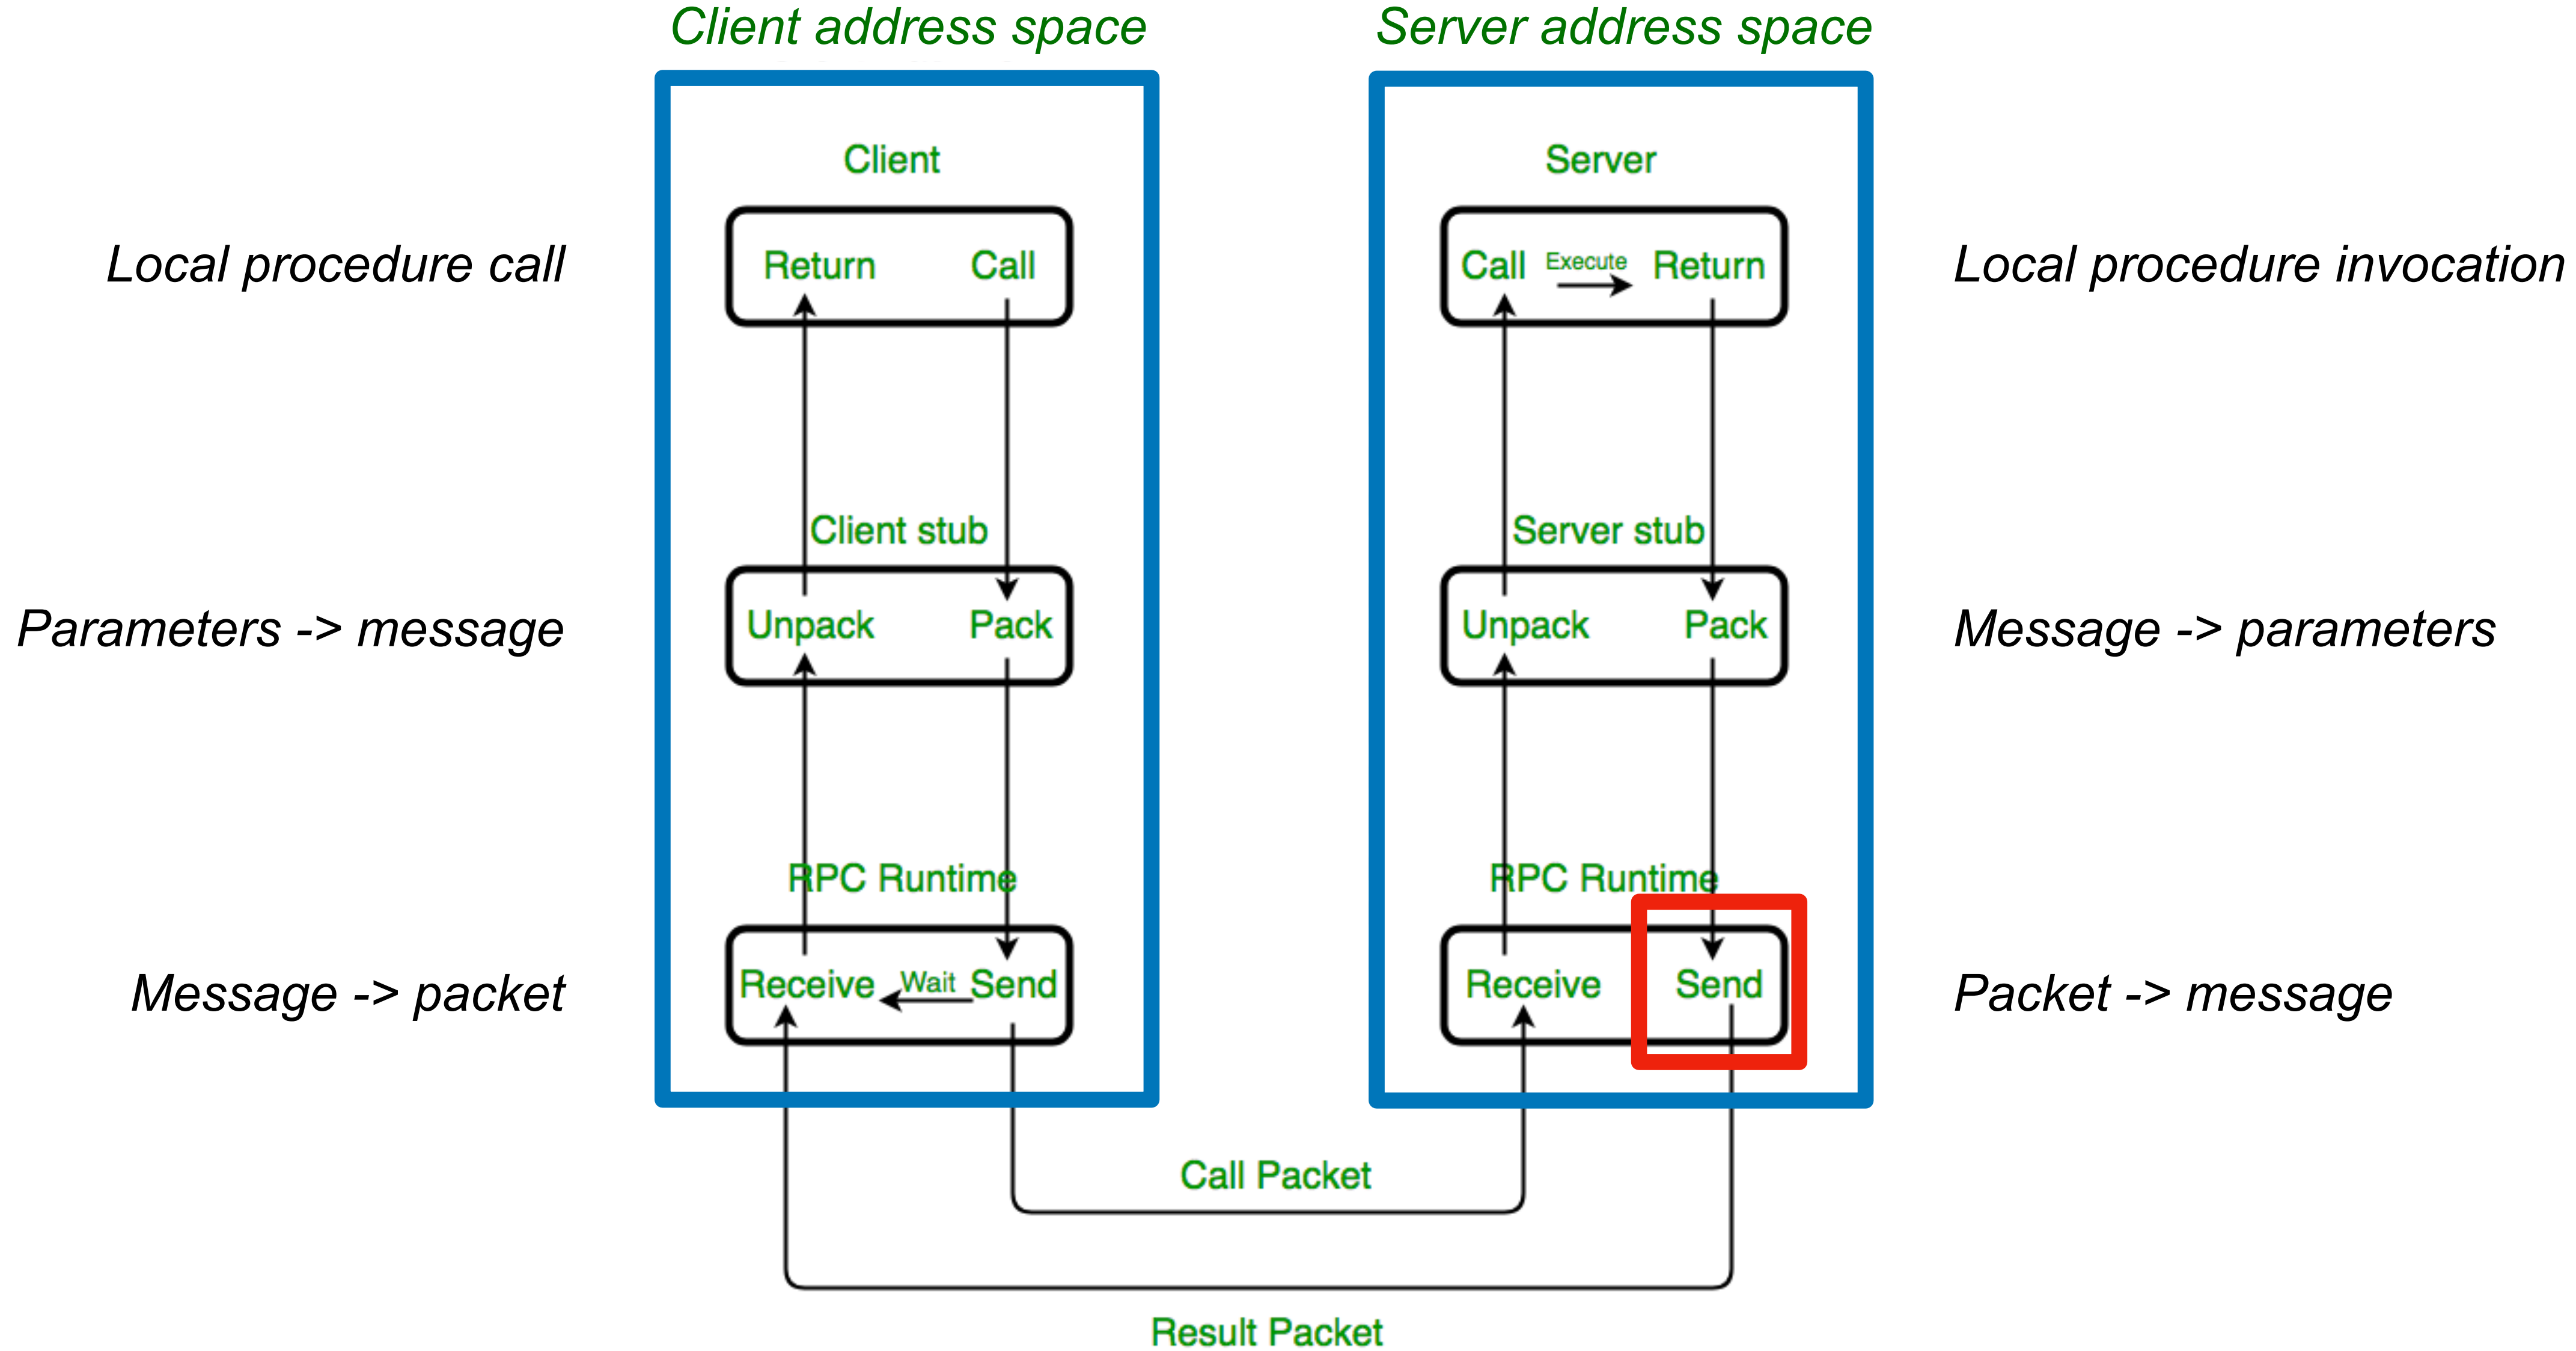 Client address space
Server address space
Client
Server
Local procedure call
Return
Call
Call
Execute
Return
Local procedure invocation
Client stub
Server stub
Parameters -> message
Unpack
Pack
Unpack
Pack
Message -> parameters
RPC Runtime
RPC Runtime
Message -> packet
Receive
Wait
Send
Receive
Send
Packet -> message
Call Packet
Result Packet